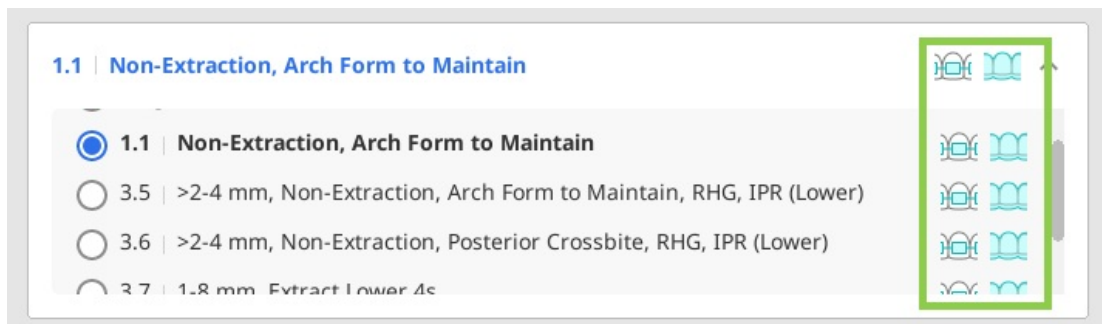 1.1 | Non-Extraction, Arch Form to Maintain
1.1 | Non-Extraction, Arch Form to Maintain
3.5 | >2-4 mm, Non-Extraction, Arch Form to Maintain, RHG, IPR (Lower)
3.6 | >2-4 mm, Non-Extraction, Posterior Crossbite, RHG, IPR (Lower)
3.7 | 1-8 mm, Extract Lower 4s